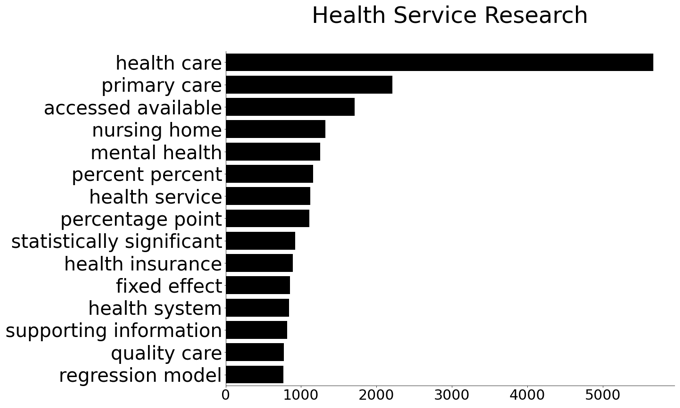 Health Service Research
health care
primary care
accessed available
nursing home
mental health
percent percent
health service
percentage point
statistically significant
health insurance
fixed effect
health system
supporting information
quality care
regression model
0 1000 2000 3000 4000 5000